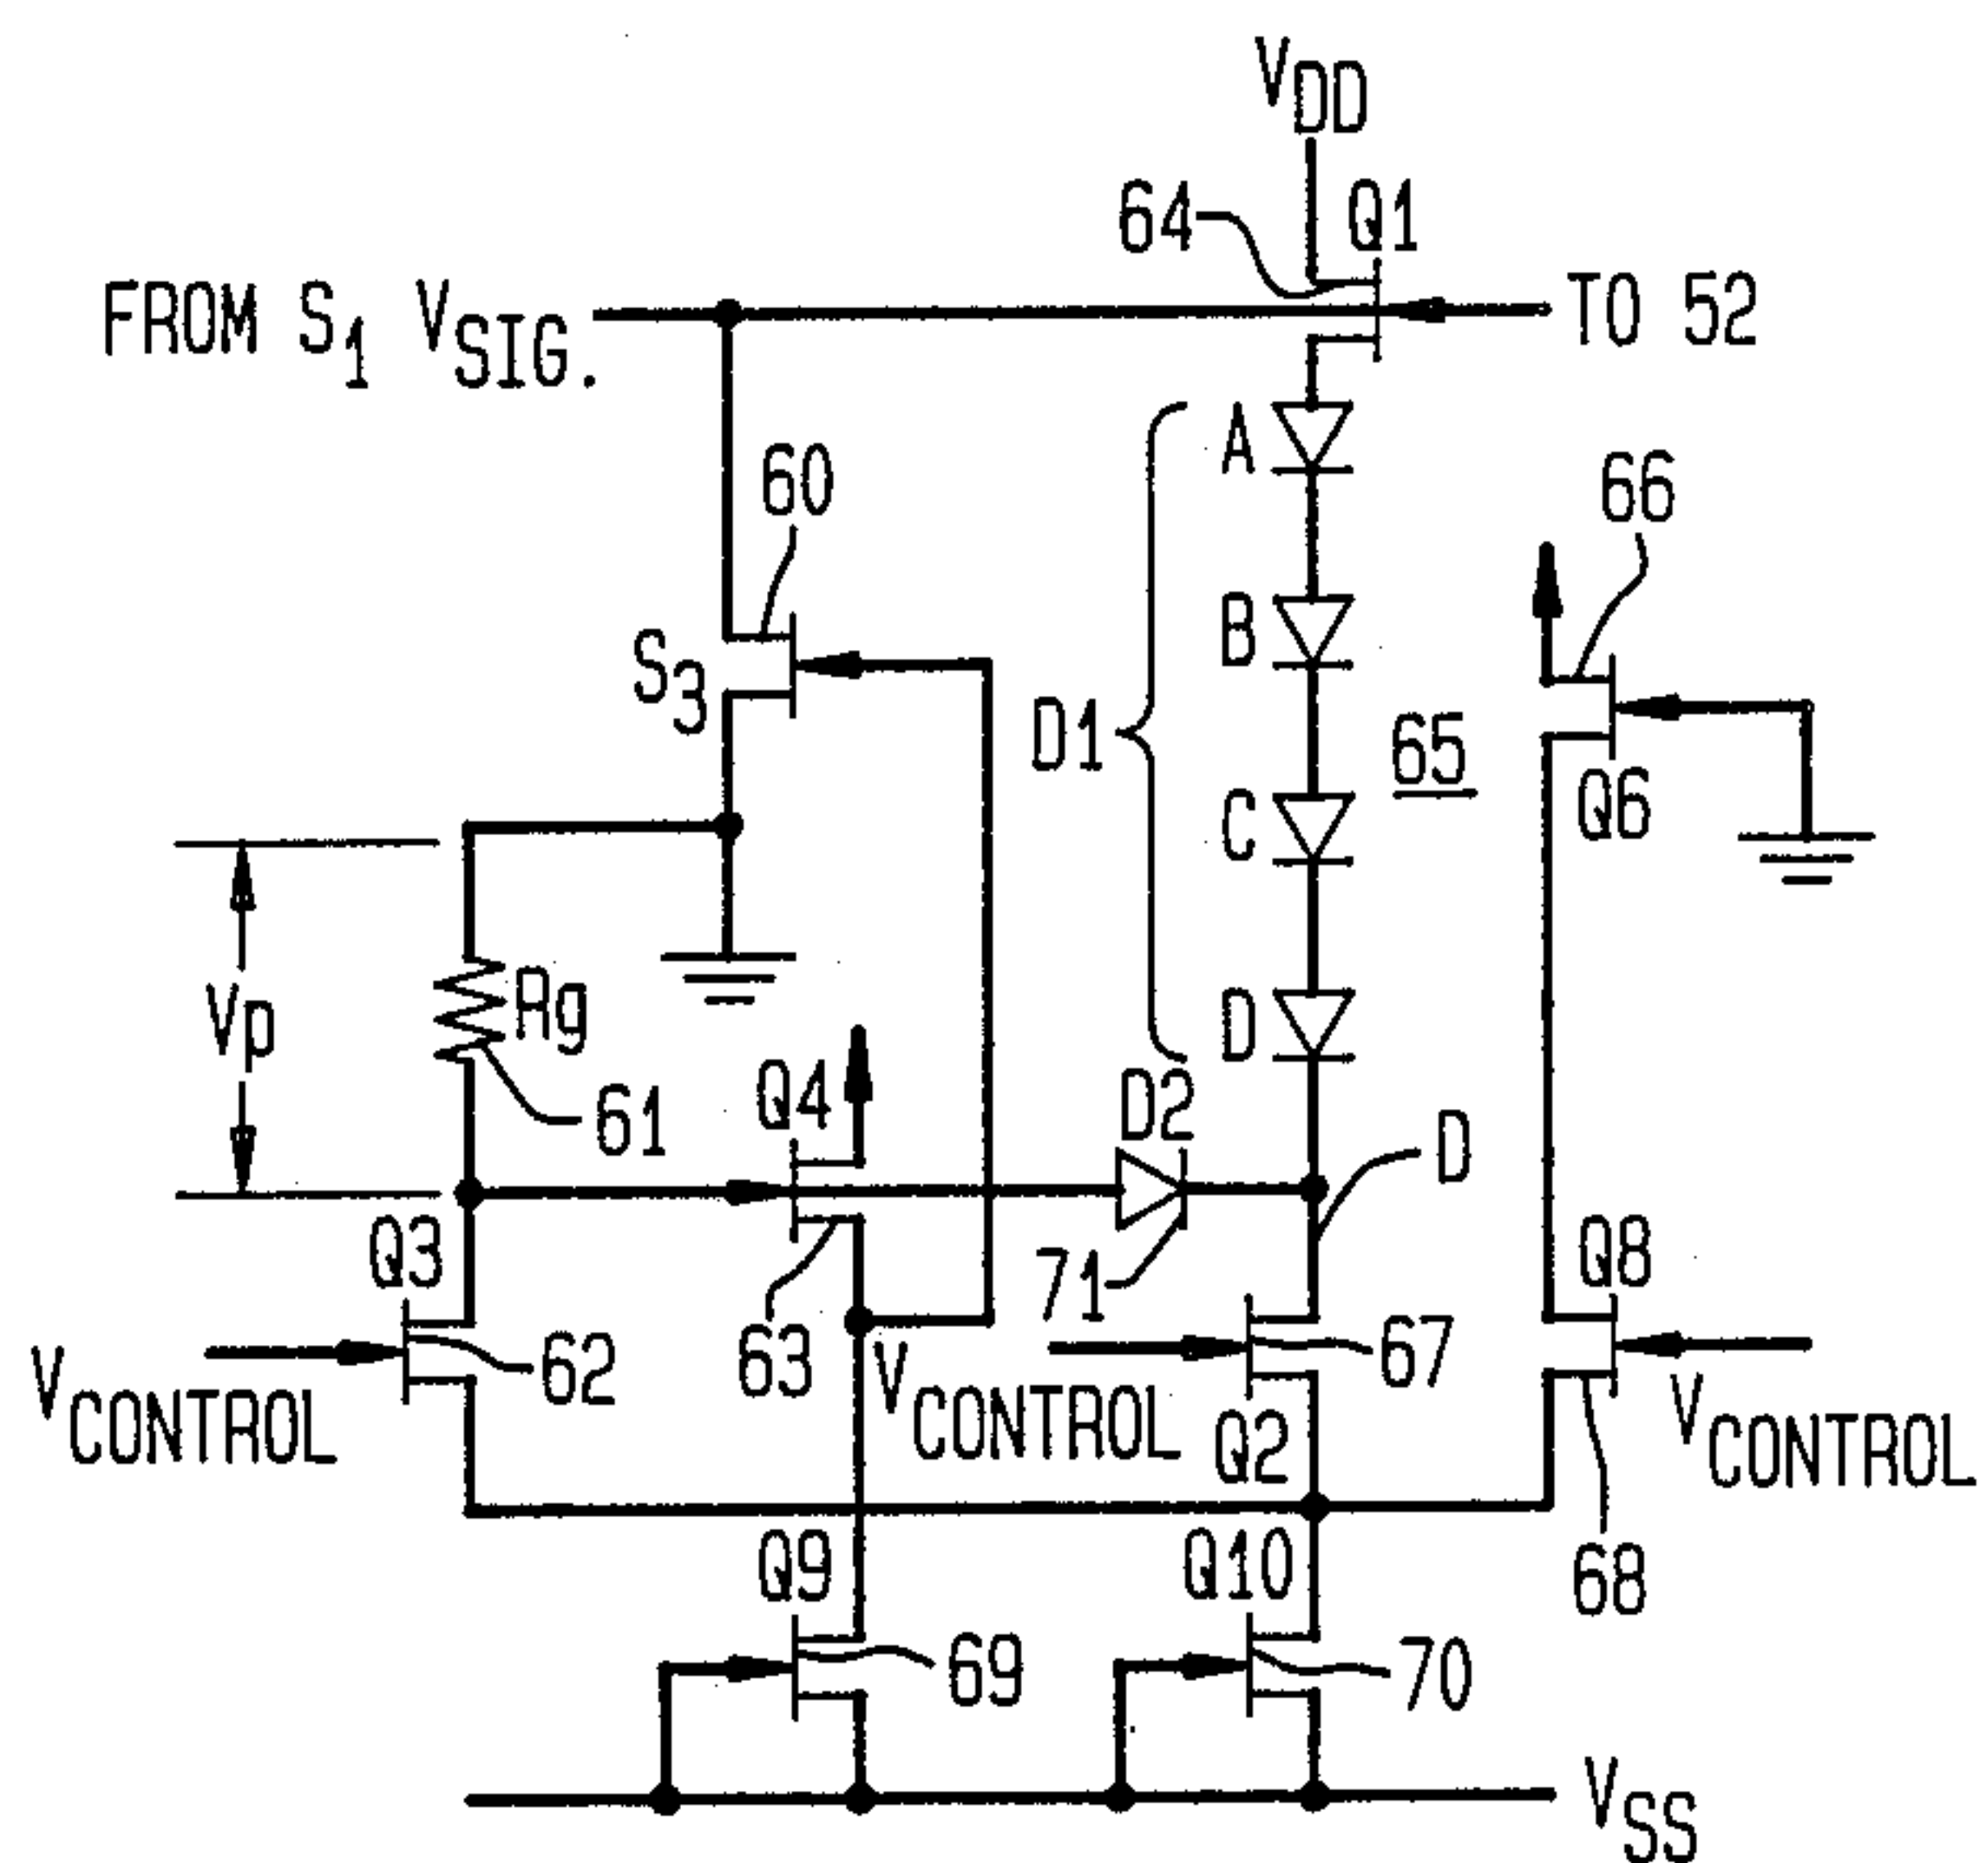 VDD
64
Q1
FROM S1 VSIG.
TO 52
A
60
66
B
S3
D1
65
Q6
C
Vp
Rg
D
Q4
D2
61
D
Q3
71
Q8
62
63
67
VCONTROL
VCONTROL
Q2
VCONTROL
Q9
Q10
68
69
70
VSS